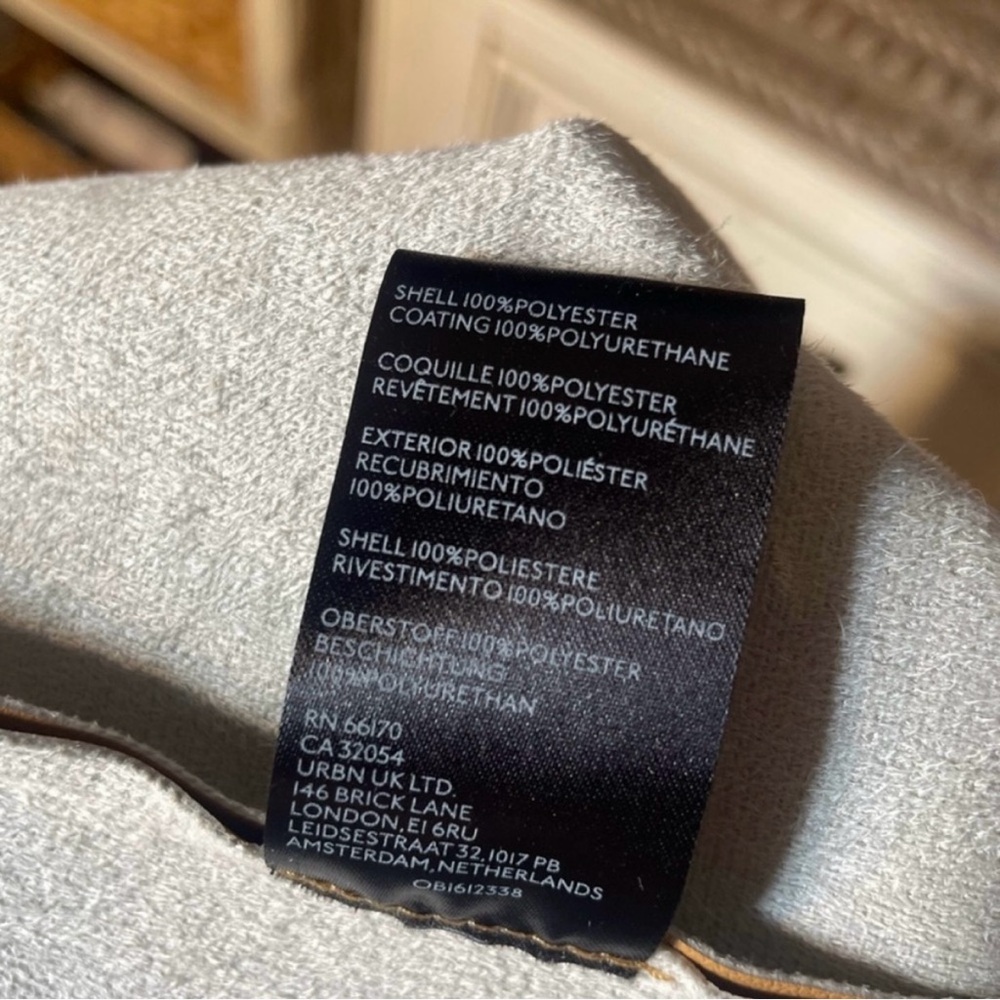 SHELL 100%POLYESTER
COATING 100%POLYURETHANE
COQUILLE 100%POLYESTER
REVÊTEMENT 100%POLYURÉTHANE
EXTERIOR 100%POLIÉSTER
RECUBRIMIENTO
100%POLIURETANO
SHELL 100%POLIESTERE
RIVESTIMENTO 100%POLIURETANO
OBERSTOFF 100%POLYESTER
BESCHICHTUNG
100%POLYURETHAN
RN 66170
CA 32054
URBN UK LTD.
146 BRICK LANE
LONDON,E1 6RU
LEIDSESTRAAT 32,1017 PB
AMSTERDAM,NETHERLANDS
OB1612338